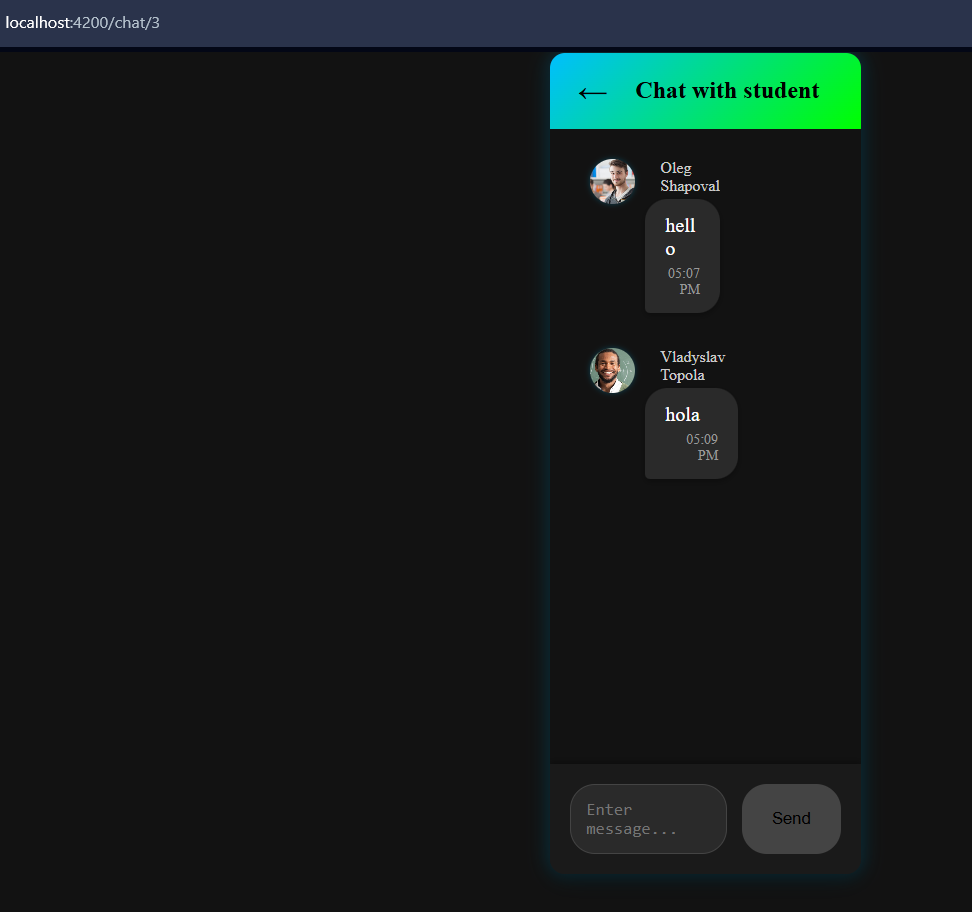 localhost:4200/chat/3
← Chat with student
Oleg
Shapoval
hell
o
05:07
PM
Vladyslav
Topola
hola
05:09
PM
Enter
message...
Send